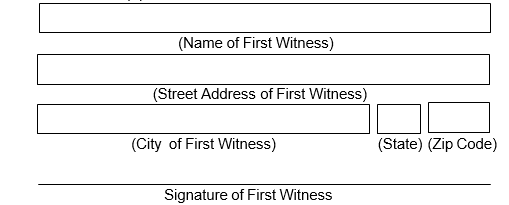 (Name of First Witness)
(Street Address of First Witness)
(City of First Witness) (State) (Zip Code)
Signature of First Witness